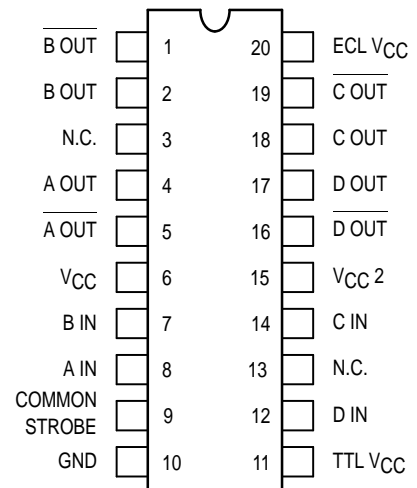 B OUT 1 20 ECL VCC
B OUT 2 19 C OUT
N.C. 3 18 C OUT
A OUT 4 17 D OUT
A OUT 5 16 D OUT
VCC 6 15 VCC 2
B IN 7 14 C IN
A IN 8 13 N.C.
COMMON
STROBE 9 12 D IN
GND 10 11 TTL VCC